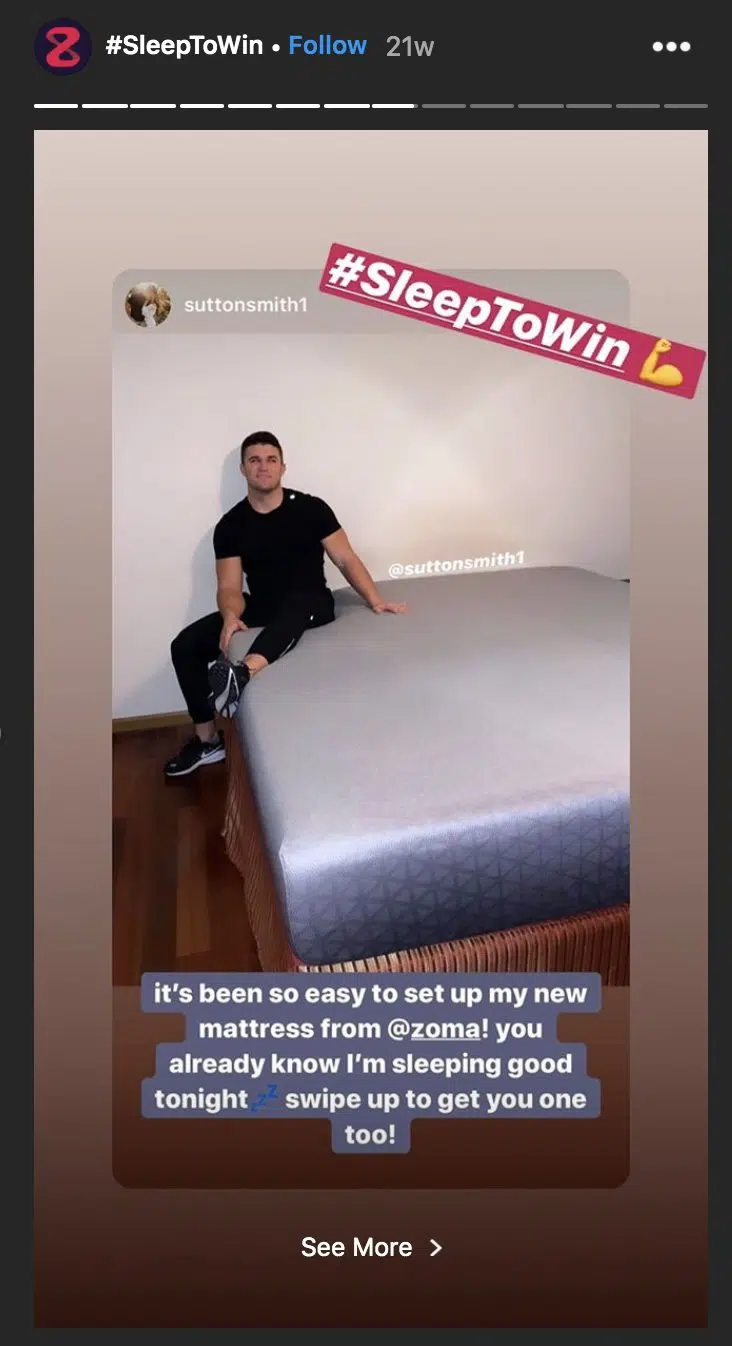 #SleepToWin • Follow 21w
#SleepToWin 💪
suttonsmith1
@suttonsmith1
it's been so easy to set up my new
mattress from @zoma! you
already know I'm sleeping good
tonight 💤 swipe up to get you one
too!
See More >